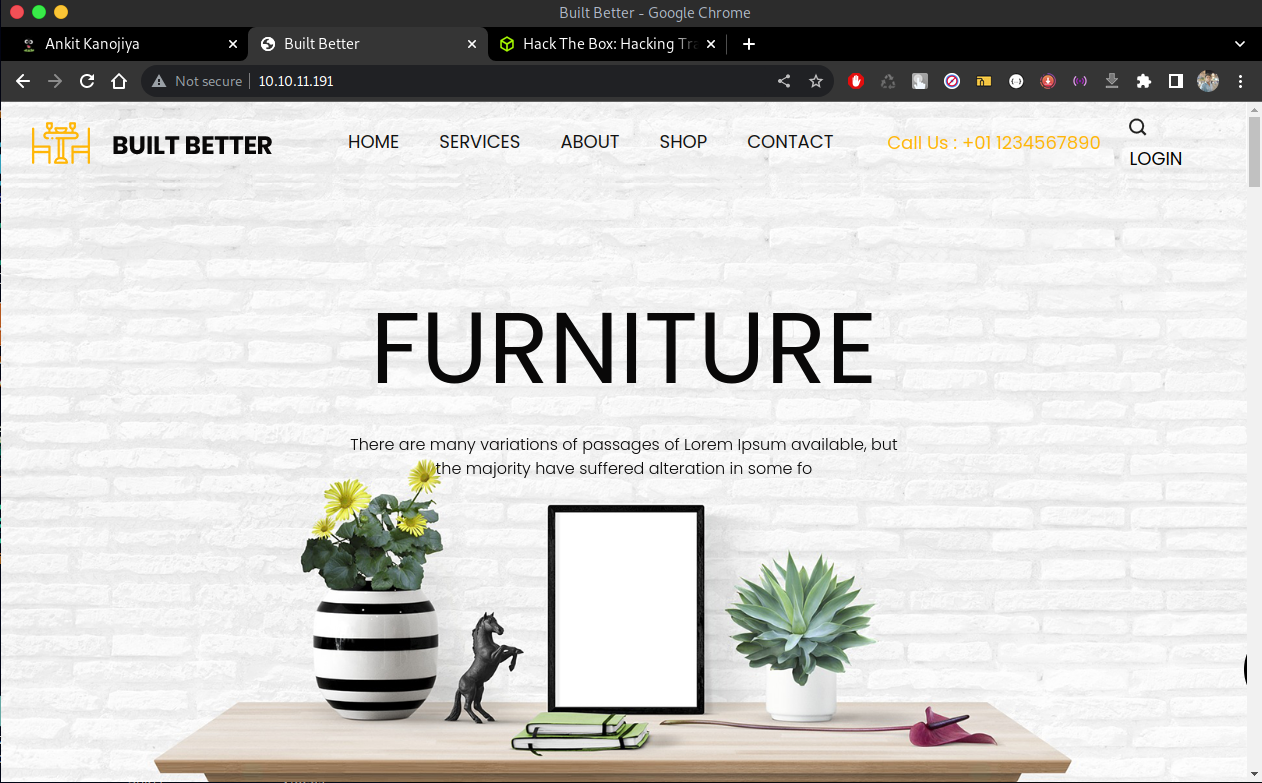 Built Better - Google Chrome
Ankit Kanojiya
Built Better
Hack The Box: Hacking Tra
Not secure
10.10.11.191
BUILT BETTER
HOME
SERVICES
ABOUT
SHOP
CONTACT
Call Us : +01 1234567890
LOGIN
FURNITURE
There are many variations of passages of Lorem Ipsum available, but
the majority have suffered alteration in some fo